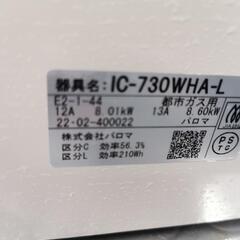 器具名：IC-730WHA-L
E2-1-44 都市ガス用
12A 8.01kW 13A 8.60kW
22・02-400022 パロマ
株式会社パロマ
区分C 効率56.3%
区分L 効率210Wh
PS
TG